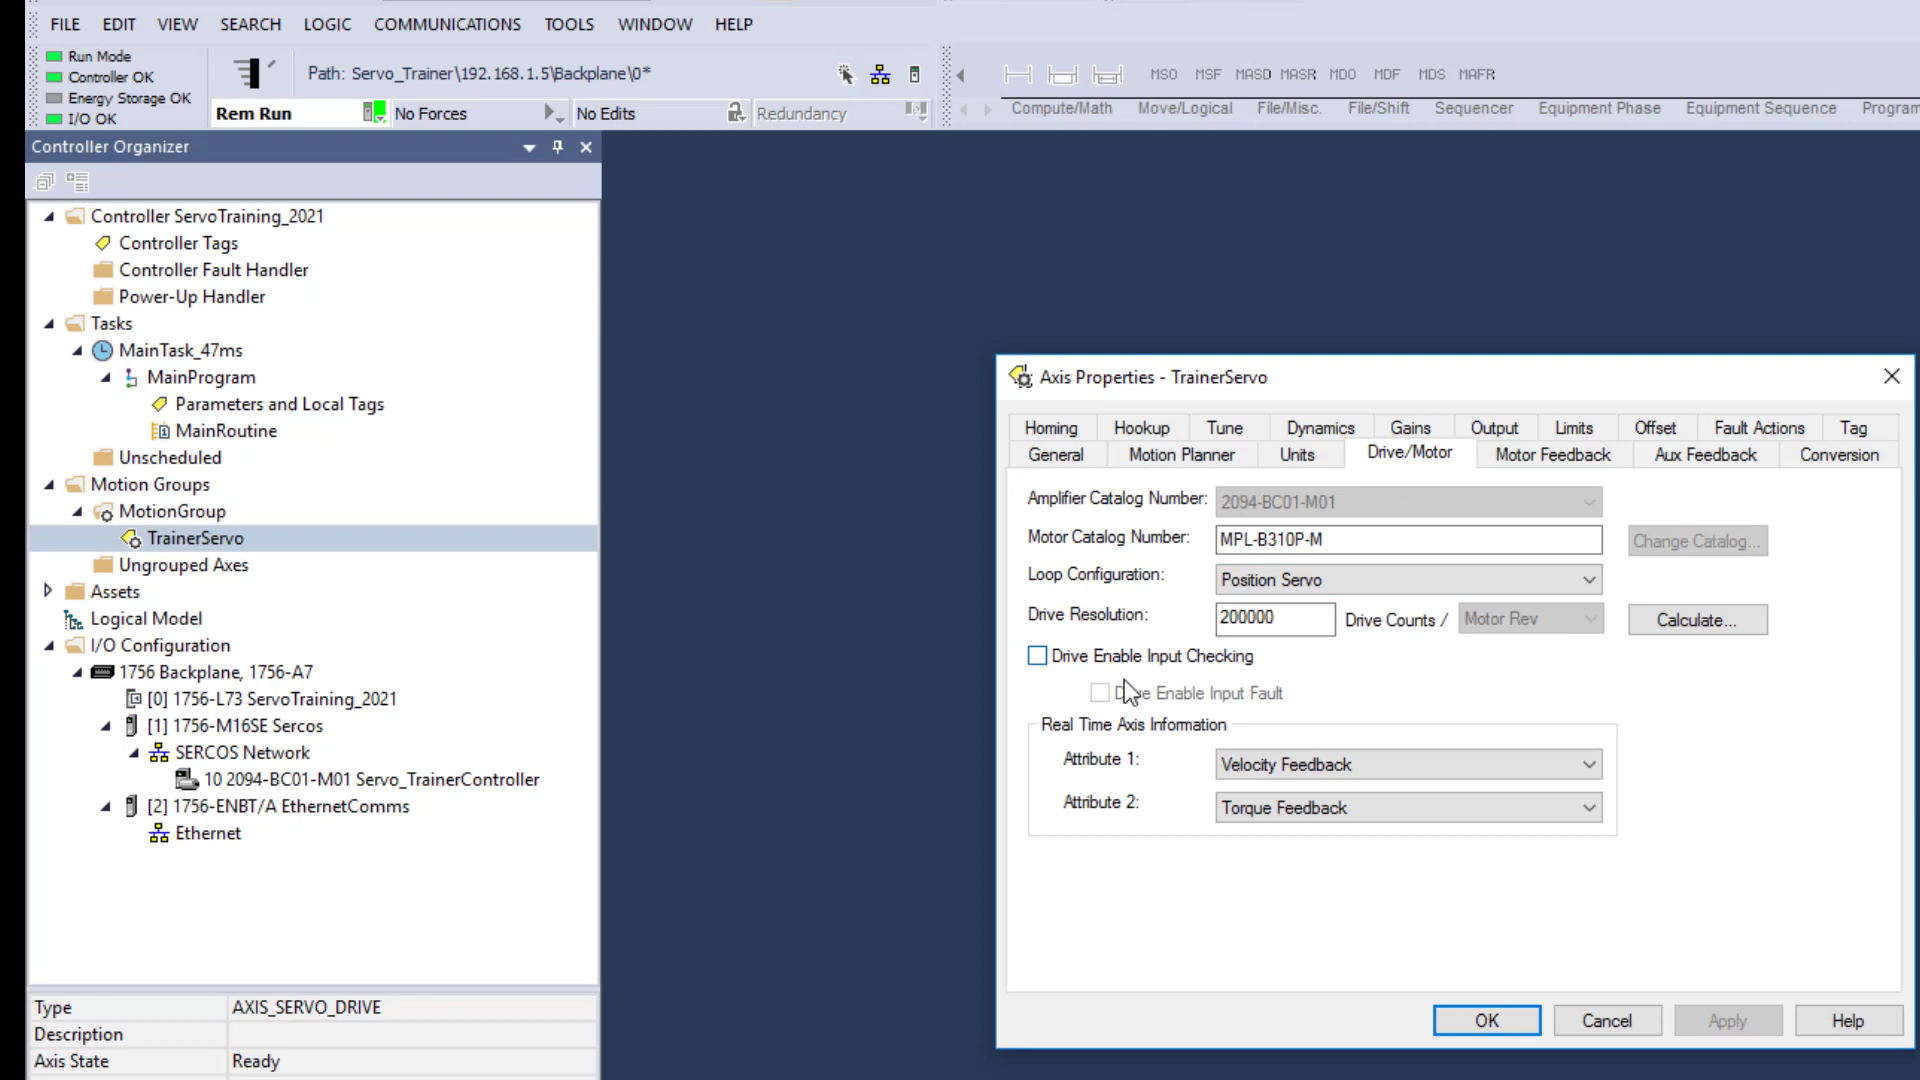 FILE EDIT VIEW SEARCH LOGIC COMMUNICATIONS TOOLS WINDOW HELP
Run Mode
Controller OK
Energy Storage OK
I/O OK
Path: Servo_Trainer\192.168.1.5\Backplane\0*
Rem Run No Forces No Edits Redundancy
MSO MSF MASD MASR MDO MDF MDS MAFR
Compute/Math Move/Logical File/Misc. File/Shift Sequencer Equipment Phase Equipment Sequence Program
Controller Organizer
Controller ServoTraining_2021
Controller Tags
Controller Fault Handler
Power-Up Handler
Tasks
MainTask_47ms
MainProgram
Parameters and Local Tags
MainRoutine
Unscheduled
Motion Groups
MotionGroup
TrainerServo
Ungrouped Axes
Assets
Logical Model
I/O Configuration
1756 Backplane, 1756-A7
[0] 1756-L73 ServoTraining_2021
[1] 1756-M16SE Sercos
SERCOS Network
10 2094-BC01-M01 Servo_TrainerController
[2] 1756-ENBT/A EthernetComms
Ethernet
Type AXIS_SERVO_DRIVE
Description
Axis State Ready
Axis Properties - TrainerServo
Homing Hookup Tune Dynamics Gains Output Limits Offset Fault Actions Tag
General Motion Planner Units Drive/Motor Motor Feedback Aux Feedback Conversion
Amplifier Catalog Number: 2094-BC01-M01
Motor Catalog Number: MPL-B310P-M Change Catalog...
Loop Configuration: Position Servo
Drive Resolution: 200000 Drive Counts / Motor Rev Calculate...
Drive Enable Input Checking
Drive Enable Input Fault
Real Time Axis Information
Attribute 1: Velocity Feedback
Attribute 2: Torque Feedback
OK Cancel Apply Help